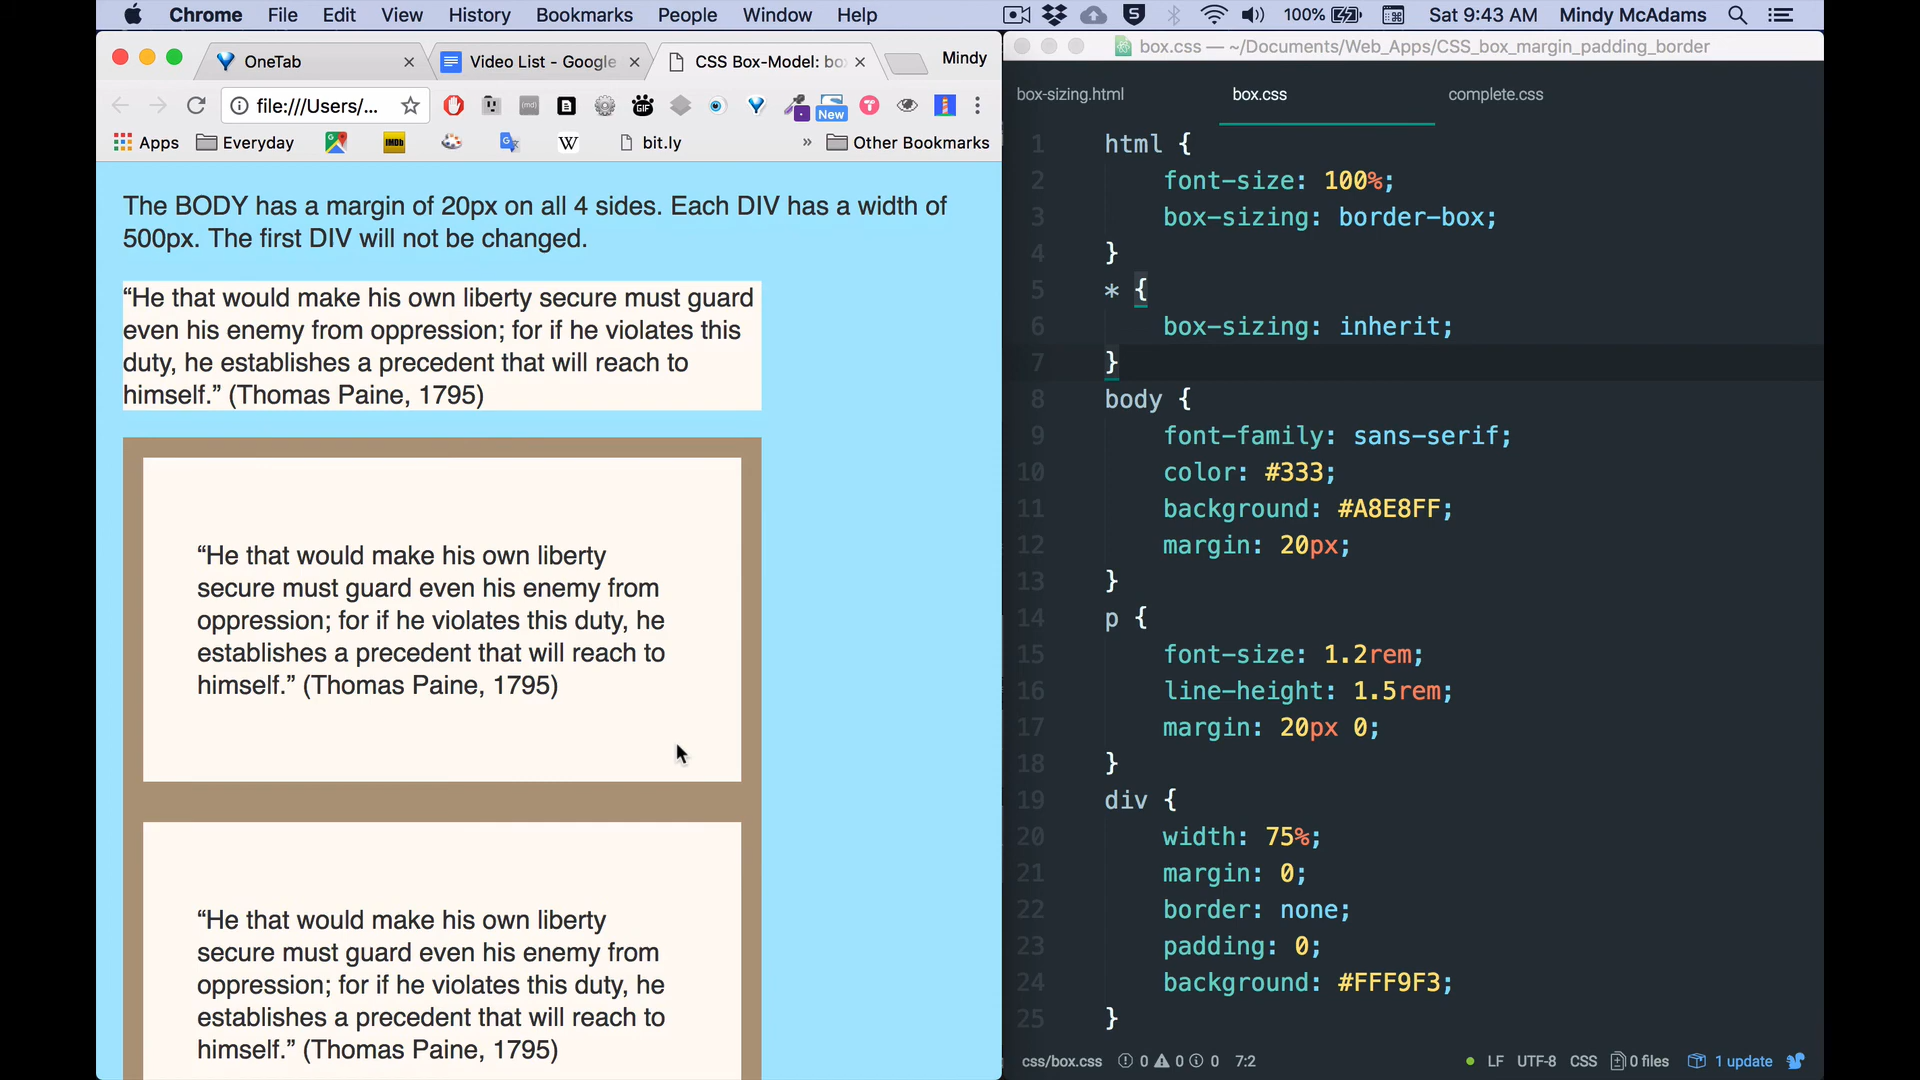 Chrome File Edit View History Bookmarks People Window Help 100% Sat 9:43 AM Mindy McAdams
OneTab
Video List - Google
CSS Box-Model: bo
Mindy
file:///Users/...
New
Apps Everyday IMDb W bit.ly » Other Bookmarks
The BODY has a margin of 20px on all 4 sides. Each DIV has a width of
500px. The first DIV will not be changed.
“He that would make his own liberty secure must guard
even his enemy from oppression; for if he violates this
duty, he establishes a precedent that will reach to
himself.” (Thomas Paine, 1795)
“He that would make his own liberty
secure must guard even his enemy from
oppression; for if he violates this duty, he
establishes a precedent that will reach to
himself.” (Thomas Paine, 1795)
“He that would make his own liberty
secure must guard even his enemy from
oppression; for if he violates this duty, he
establishes a precedent that will reach to
himself.” (Thomas Paine, 1795)
box.css — ~/Documents/Web_Apps/CSS_box_margin_padding_border
box-sizing.html box.css complete.css
1 html {
2 font-size: 100%;
3 box-sizing: border-box;
4 }
5 * {
6 box-sizing: inherit;
7 }
8 body {
9 font-family: sans-serif;
10 color: #333;
11 background: #A8E8FF;
12 margin: 20px;
13 }
14 p {
15 font-size: 1.2rem;
16 line-height: 1.5rem;
17 margin: 20px 0;
18 }
19 div {
20 width: 75%;
21 margin: 0;
22 border: none;
23 padding: 0;
24 background: #FFF9F3;
25 }
css/box.css 0 0 0 7:2 LF UTF-8 CSS 0 files 1 update